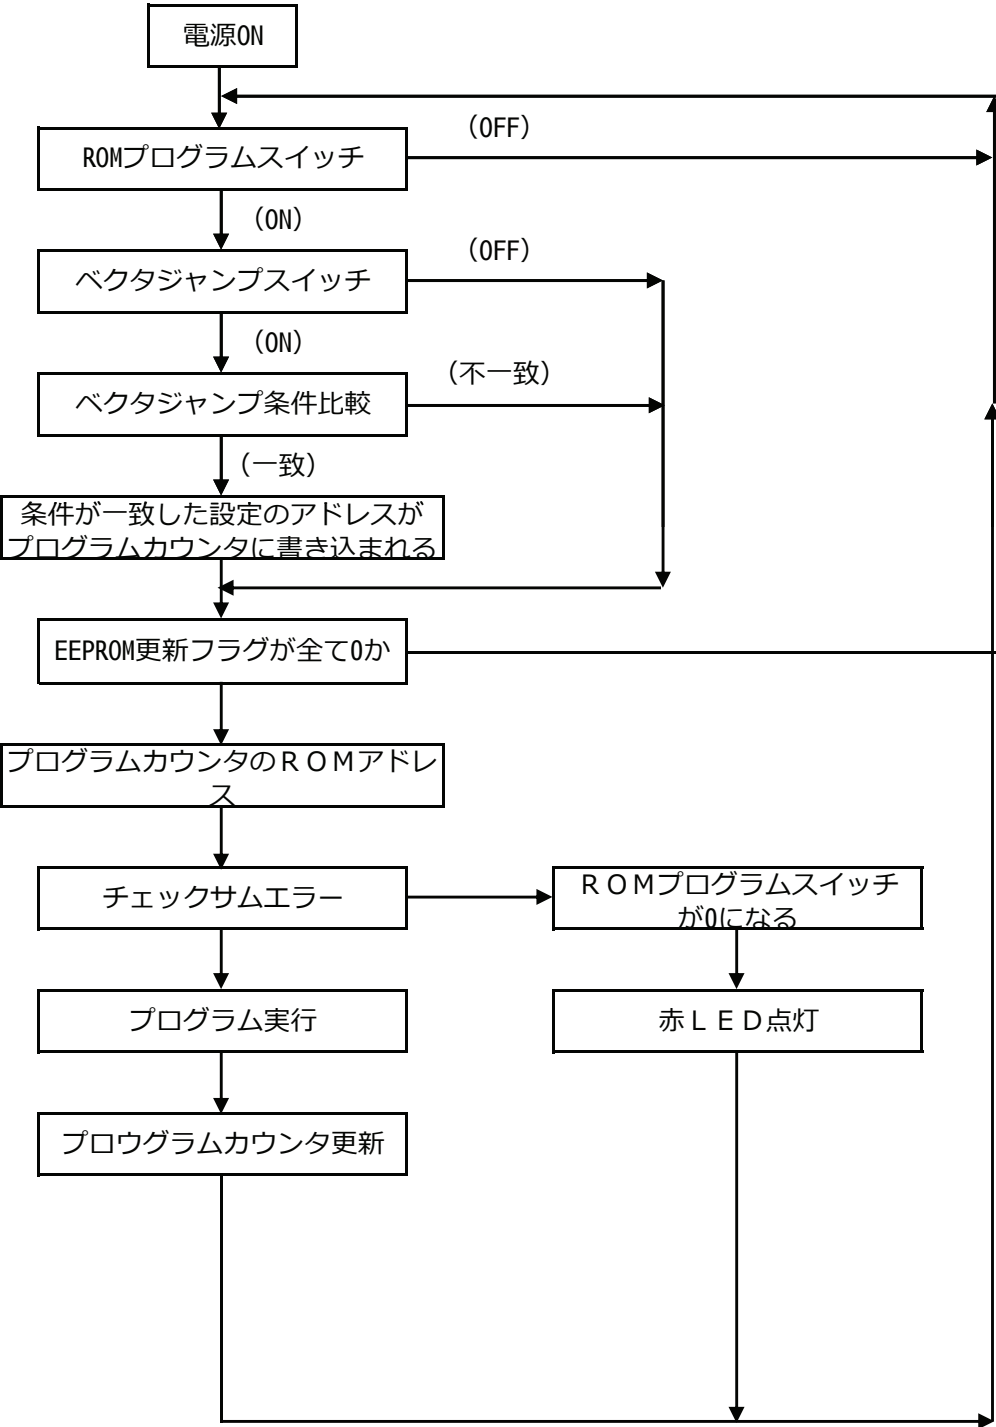 電源ON
(OFF)
ROMプログラムスイッチ
(ON)
(OFF)
ベクタジャンプスイッチ
(ON)
(不一致)
ベクタジャンプ条件比較
(一致)
条件が一致した設定のアドレスが
プログラムカウンタに書き込まれる
EEPROM更新フラグが全て0か
プログラムカウンタのＲＯＭアドレ
ス
チェックサムエラー
ＲＯＭプログラムスイッチ
が0になる
プログラム実行
赤ＬＥＤ点灯
プロウグラムカウンタ更新